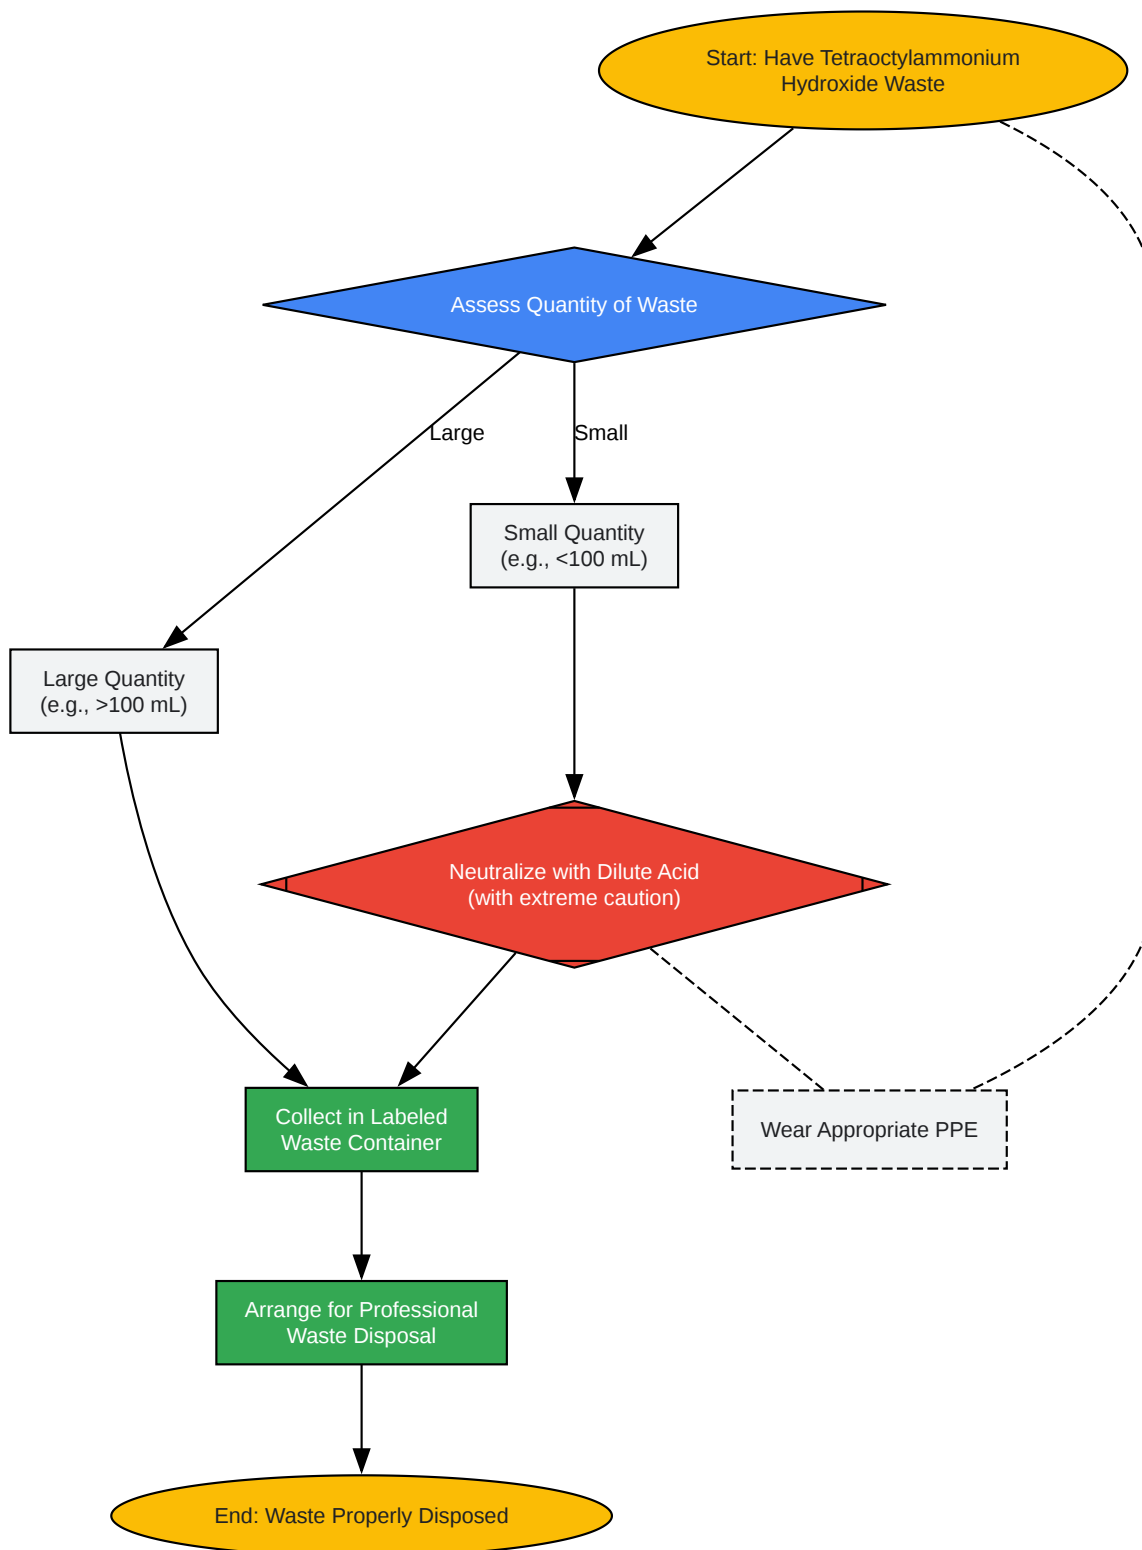 Start: Have Tetraoctylammonium
Hydroxide Waste
Assess Quantity of Waste
Large
Small
Small Quantity
(e.g., <100 mL)
Large Quantity
(e.g., >100 mL)
Neutralize with Dilute Acid
(with extreme caution)
Collect in Labeled
Waste Container
Wear Appropriate PPE
Arrange for Professional
Waste Disposal
End: Waste Properly Disposed